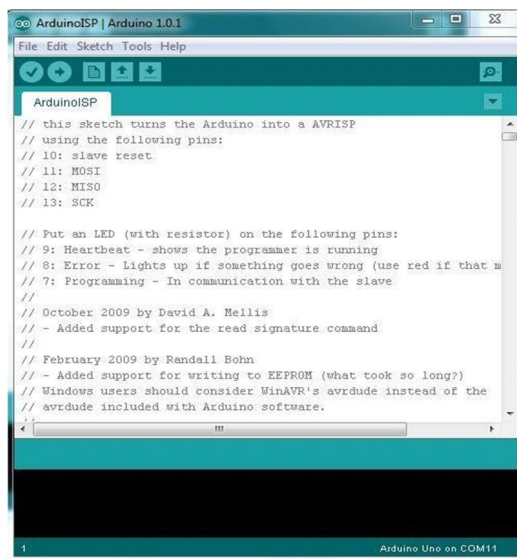 ArduinoISP | Arduino 1.0.1
File Edit Sketch Tools Help
ArduinoISP
// this sketch turns the Arduino into a AVRISP
// using the following pins:
// 10: slave reset
// 11: MOSI
// 12: MISO
// 13: SCK
// Put an LED (with resistor) on the following pins:
// 9: Heartbeat - shows the programmer is running
// 8: Error - Lights up if something goes wrong (use red if that m
// 7: Programming - In communication with the slave
//
// October 2009 by David A. Mellis
// - Added support for the read signature command
//
// February 2009 by Randall Bohn
// - Added support for writing to EEPROM (what took so long?)
// Windows users should consider WinAVR's avrdude instead of the
// avrdude included with Arduino software.
//
1 Arduino Uno on COM11